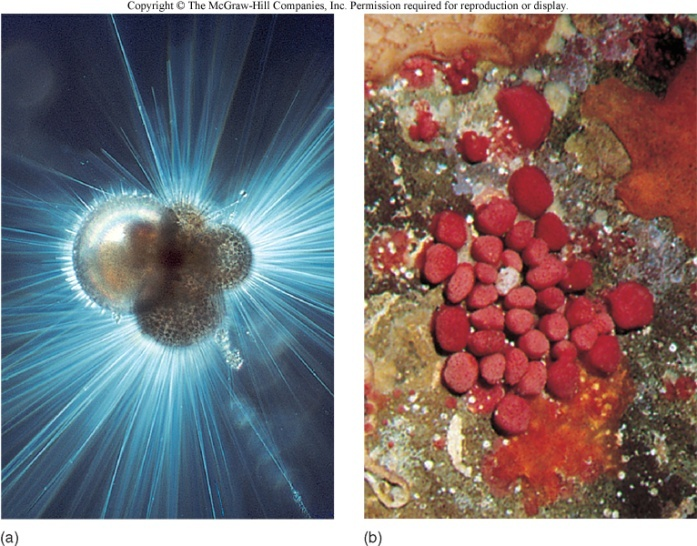 Copyright © The McGraw-Hill Companies, Inc. Permission required for reproduction or display.
(a)
(b)